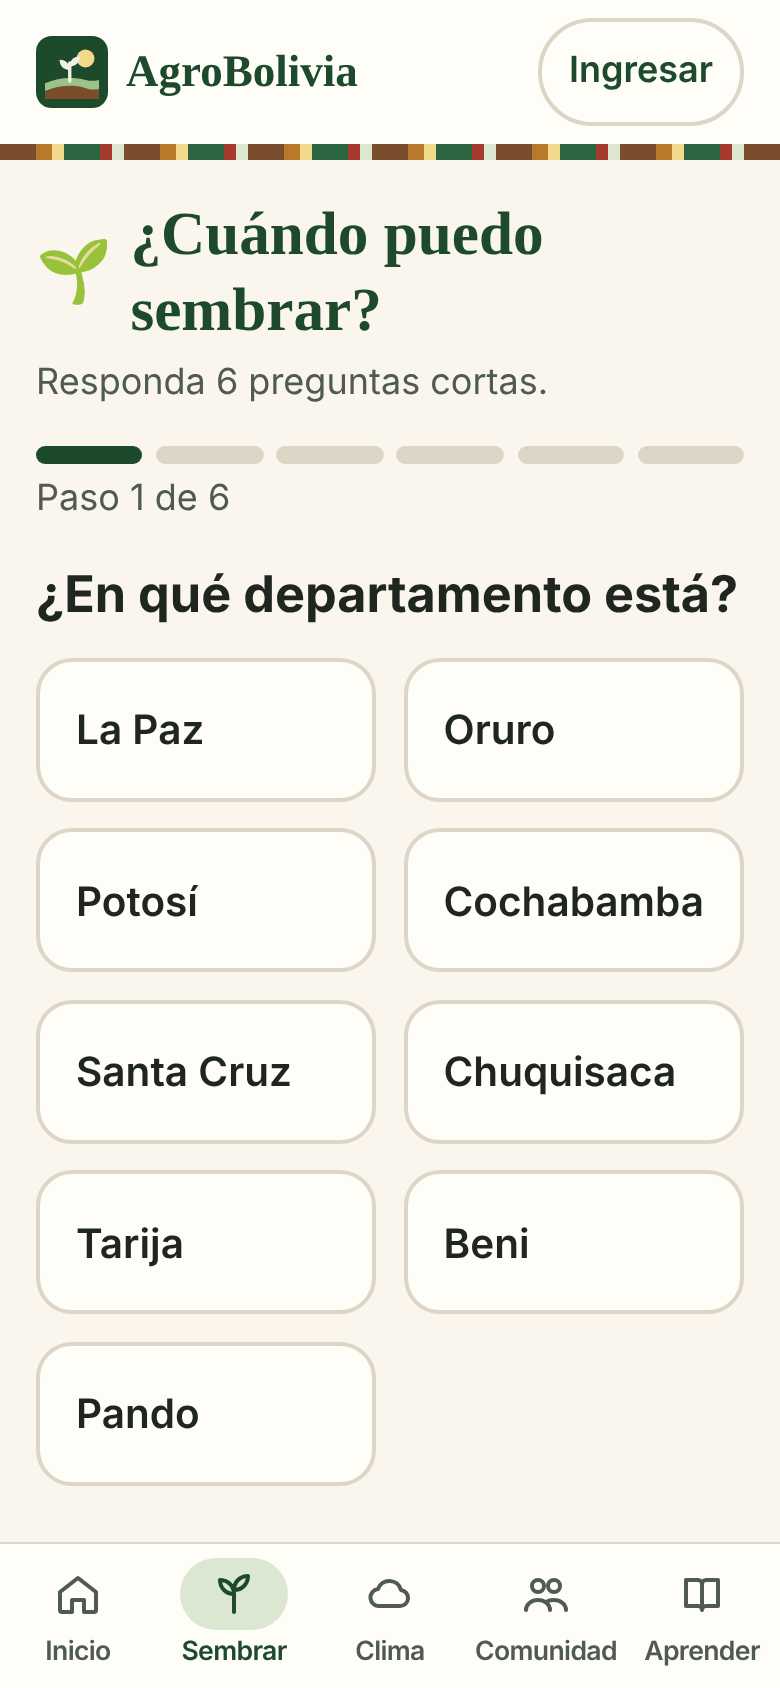 AgroBolivia
Ingresar
¿Cuándo puedo
sembrar?
Responda 6 preguntas cortas.
Paso 1 de 6
¿En qué departamento está?
La Paz
Oruro
Potosí
Cochabamba
Santa Cruz
Chuquisaca
Tarija
Beni
Pando
Inicio
Sembrar
Clima
Comunidad
Aprender